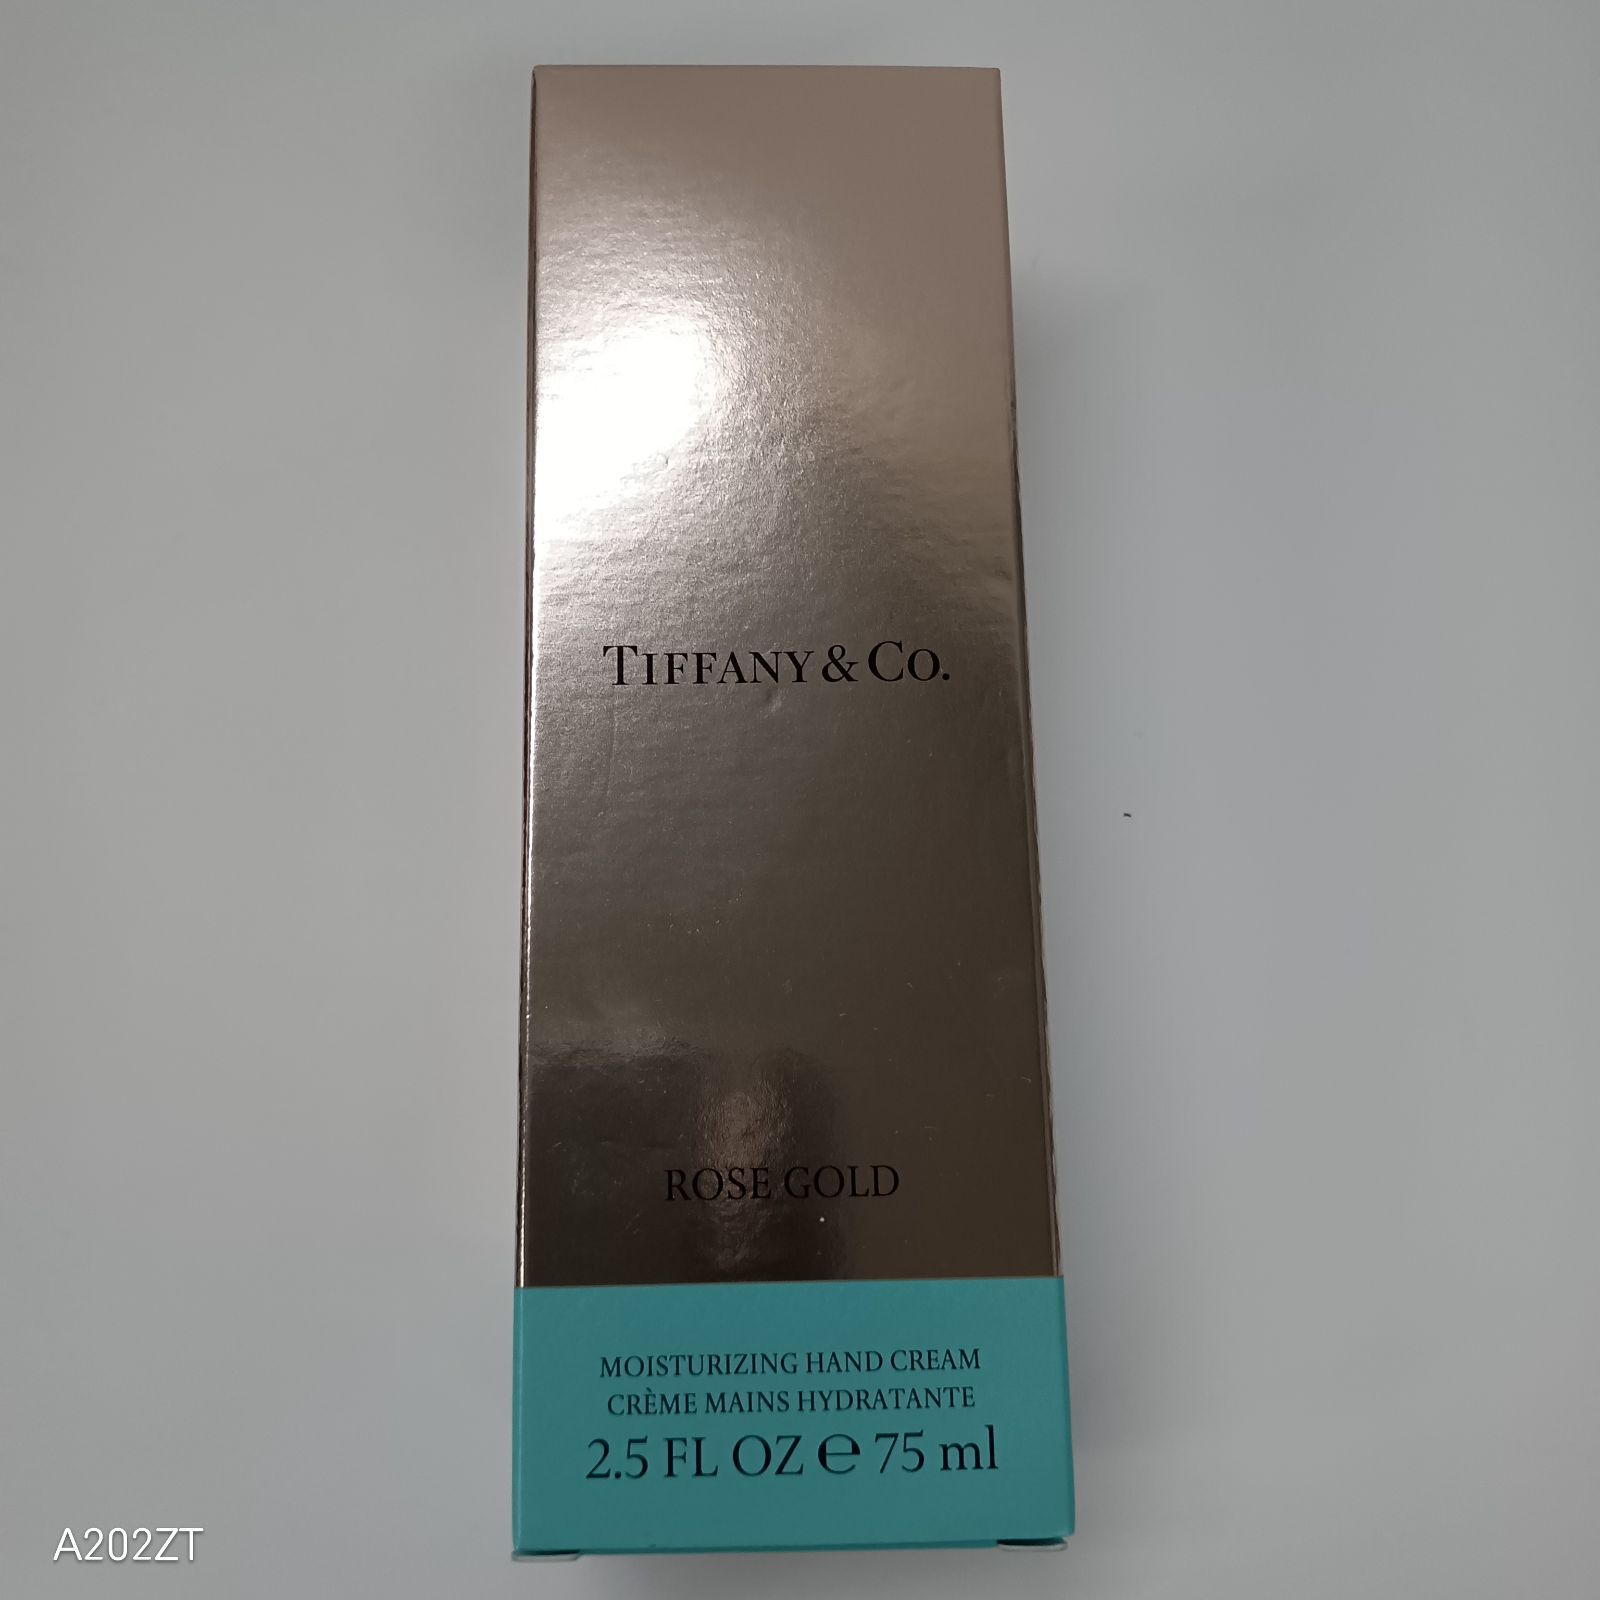 TIFFANY & CO.
ROSE GOLD
MOISTURIZING HAND CREAM
CRÈME MAINS HYDRATANTE
2.5 FL OZ ℮ 75 ml
A202ZT